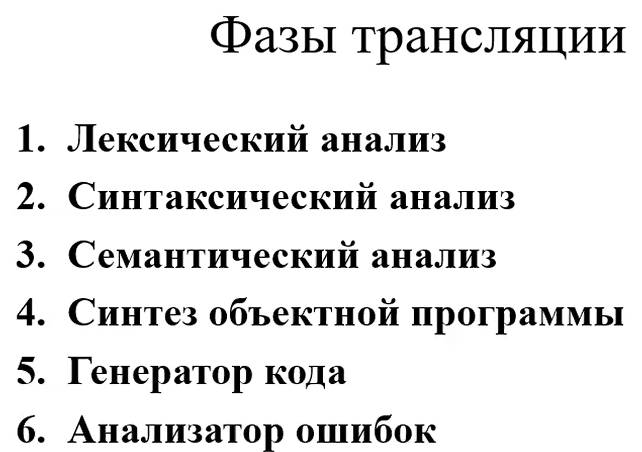 Фазы трансляции
1. Лексический анализ
2. Синтаксический анализ
3. Семантический анализ
4. Синтез объектной программы
5. Генератор кода
6. Анализатор ошибок